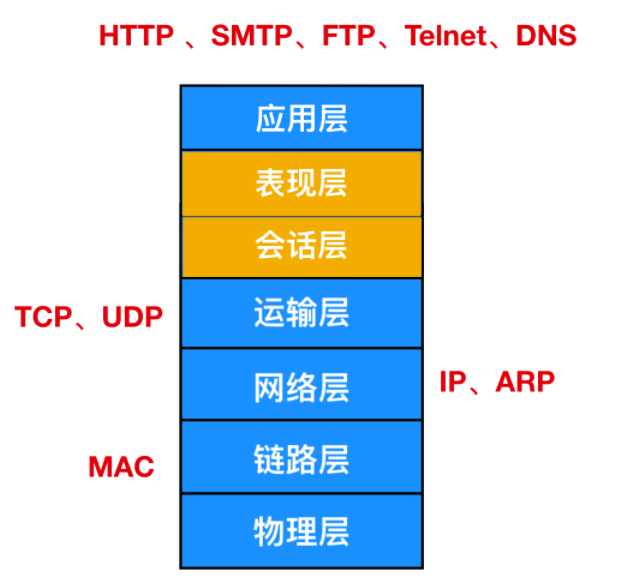 HTTP 、SMTP、FTP、Telnet、DNS
应用层
表现层
会话层
TCP、UDP
运输层
网络层
IP、ARP
MAC
链路层
物理层